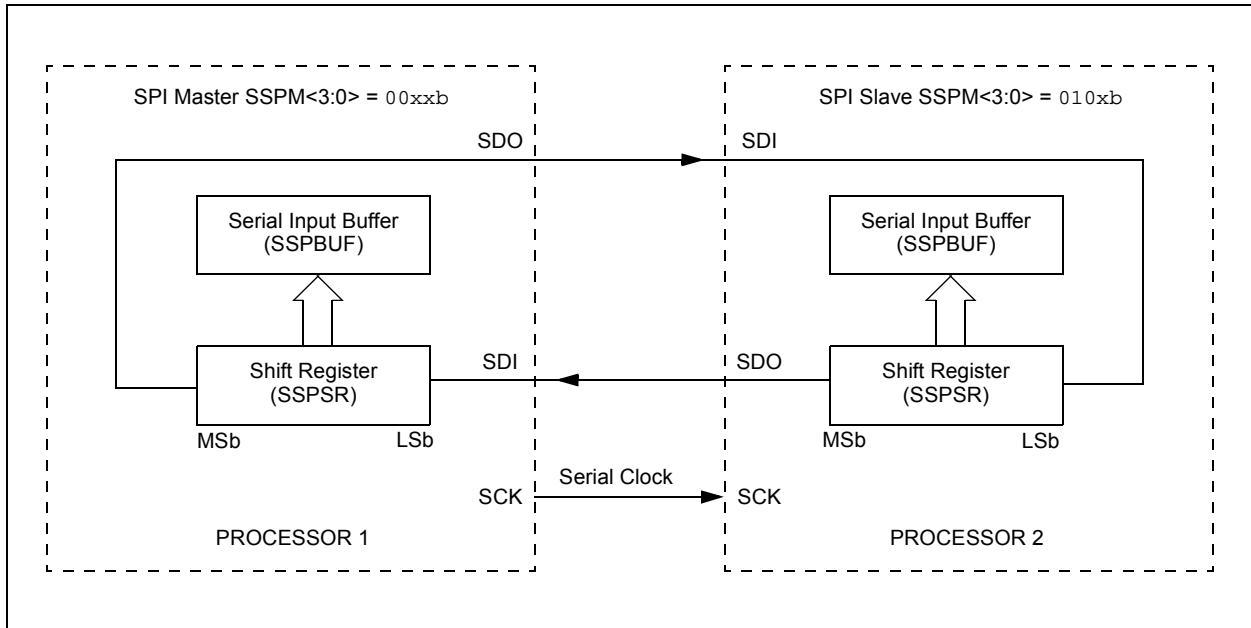 SPI Master SSPM<3:0> = 00xxb
SDO
Serial Input Buffer
(SSPBUF)
Shift Register
(SSPSR)
MSb
LSb
SDI
SCK
PROCESSOR 1
Serial Clock
SPI Slave SSPM<3:0> = 010xb
SDI
Serial Input Buffer
(SSPBUF)
SDO
Shift Register
(SSPSR)
MSb
LSb
SCK
PROCESSOR 2